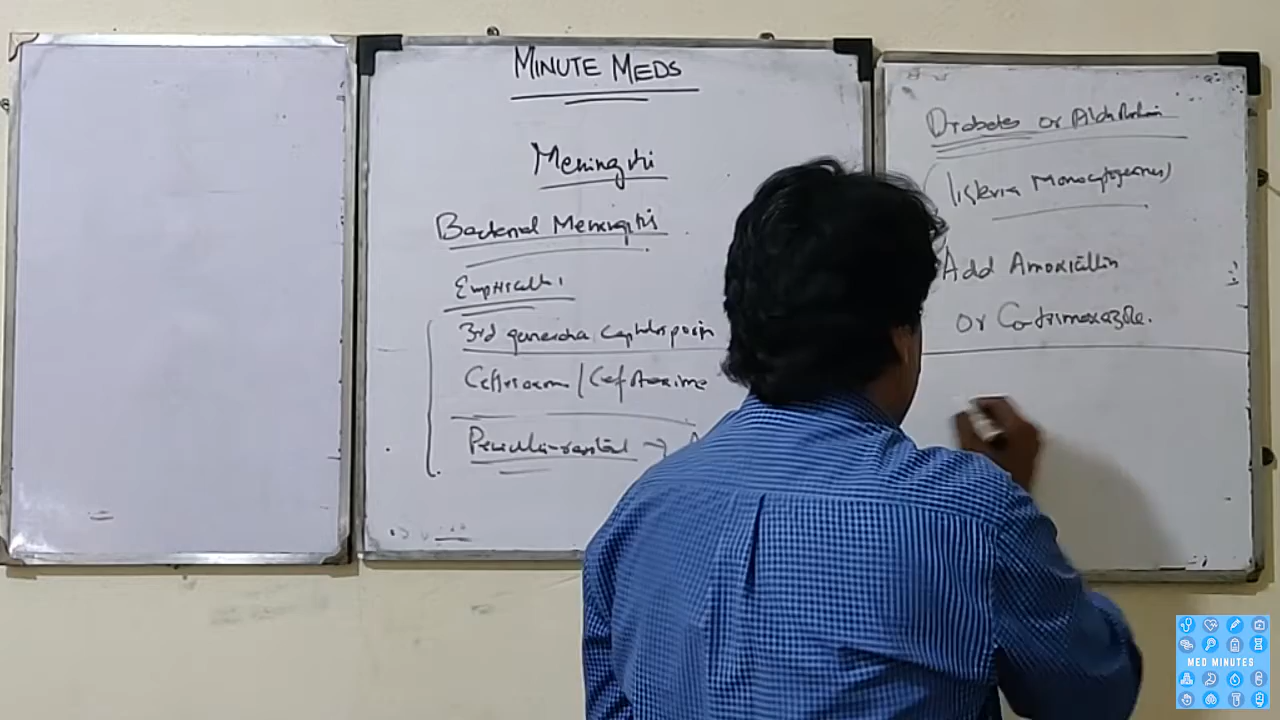 MINUTE MEDS
Meningitis
Bacterial Meningitis
Empirical:
3rd generation Cephalosporin
Ceftriaxone / Cefotaxime
Penicillin-resistant →
Diabetes or Alcoholism
(Listeria Monocytogenes)
Add Amoxicillin
or Cotrimoxazole.
MED MINUTES